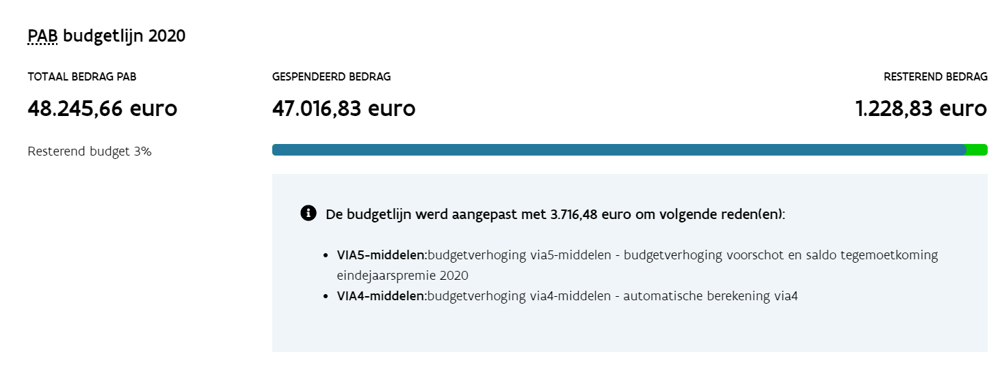 PAB budgetlijn 2020
TOTAAL BEDRAG PAB
48.245,66 euro
GESPENDEERD BEDRAG
47.016,83 euro
RESTEREND BEDRAG
1.228,83 euro
Resterend budget 3%
De budgetlijn werd aangepast met 3.716,48 euro om volgende reden(en):
• VIA5-middelen:budgetverhoging via5-middelen - budgetverhoging voorschot en saldo tegemoetkoming
eindejaarspremie 2020
• VIA4-middelen:budgetverhoging via4-middelen - automatische berekening via4